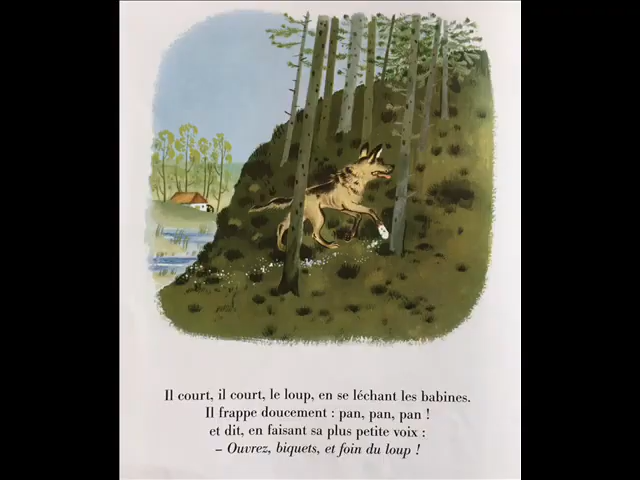 Il court, il court, le loup, en se léchant les babines.
Il frappe doucement : pan, pan, pan !
et dit, en faisant sa plus petite voix :
– Ouvrez, biquets, et foin du loup !